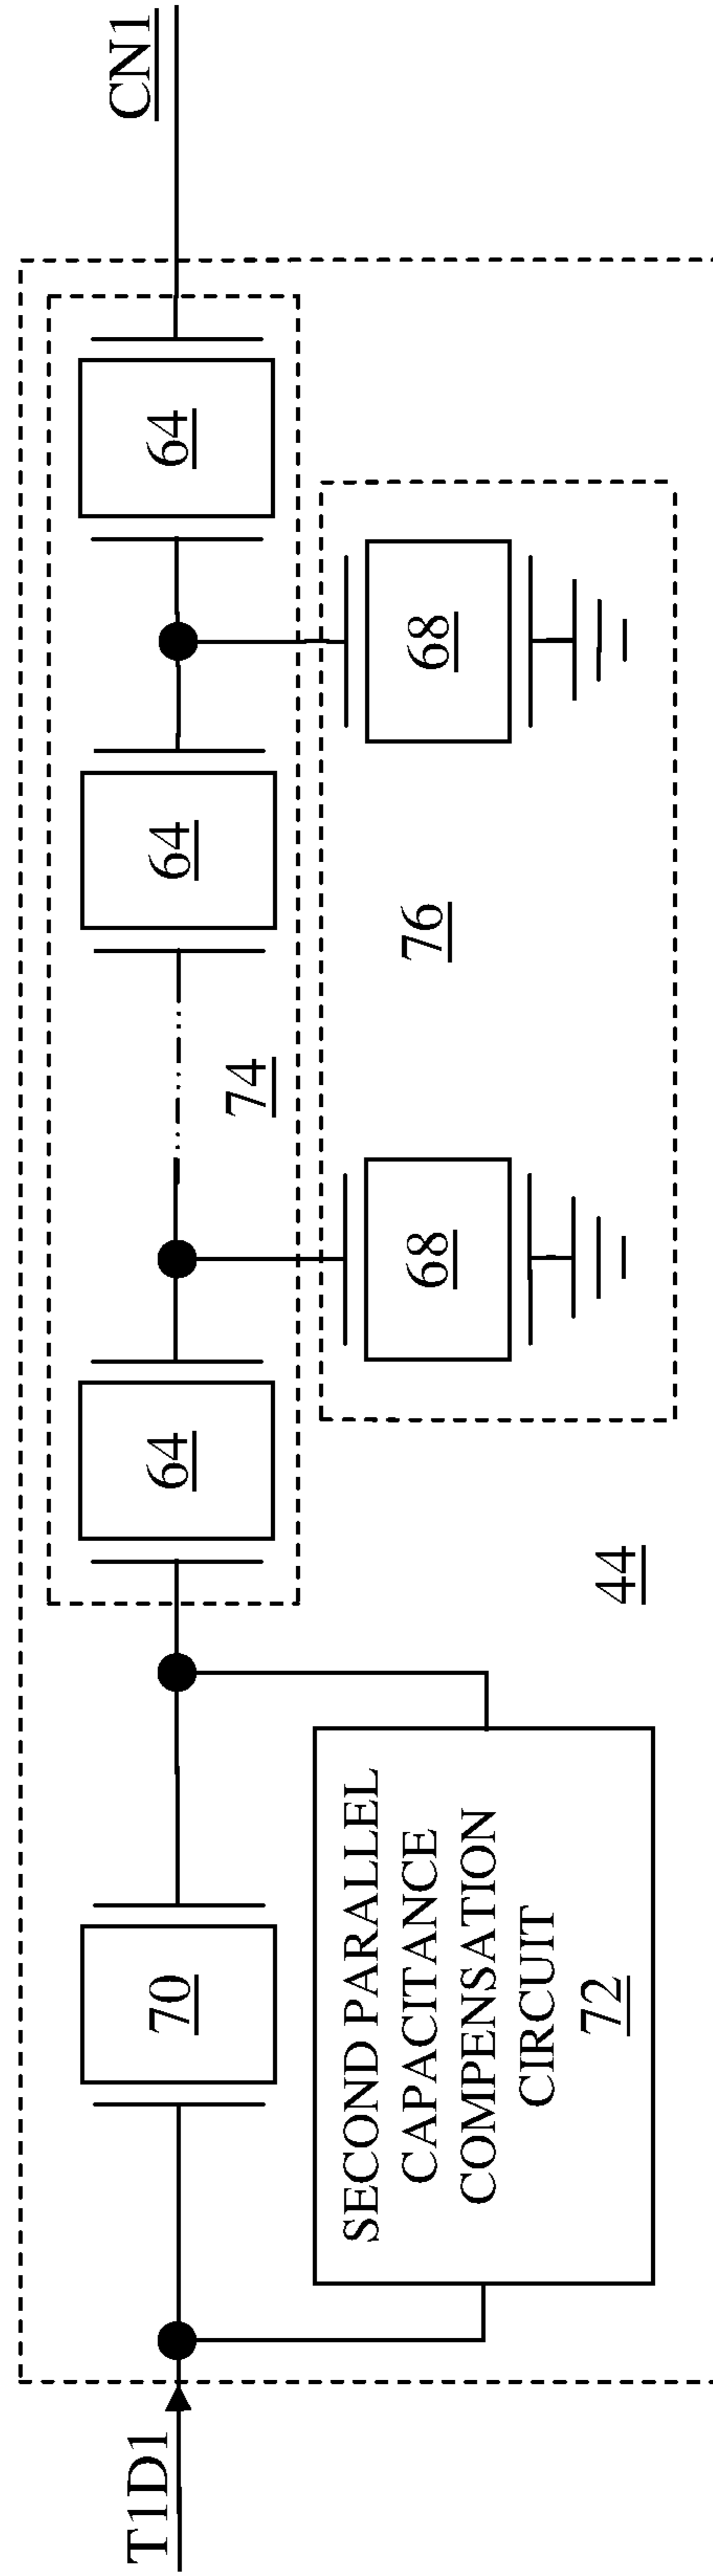 T1D1
70
SECOND PARALLEL
CAPACITANCE
COMPENSATION
CIRCUIT
72
64
74
64
64
CN1
68
76
68
44